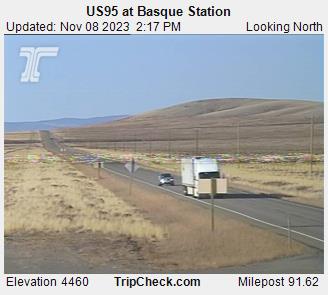 US95 at Basque Station
Updated: Nov 08 2023 2:17 PM Looking North
Elevation 4460 TripCheck.com Milepost 91.62